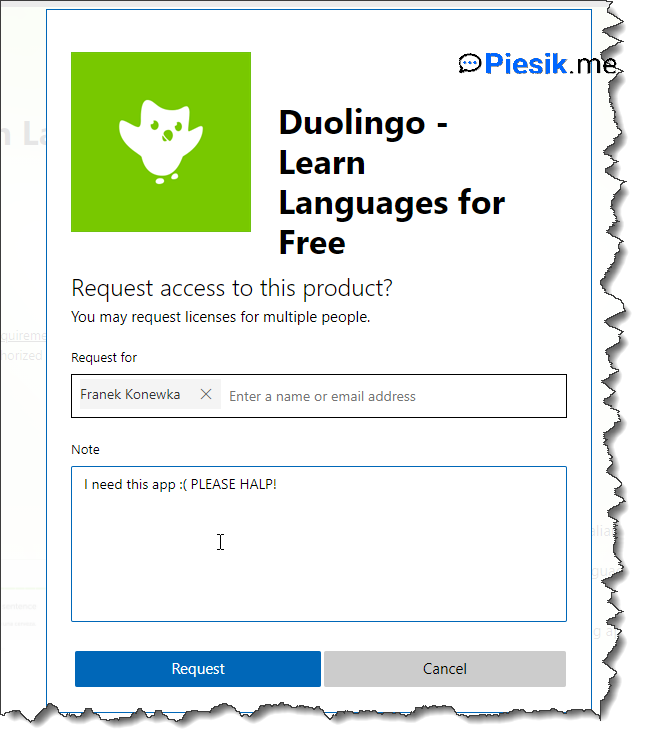 Piesik.me
Duolingo -
Learn
Languages for
Free
Request access to this product?
You may request licenses for multiple people.
Request for
Franek Konewka
Enter a name or email address
Note
I need this app :( PLEASE HALP!
Request
Cancel